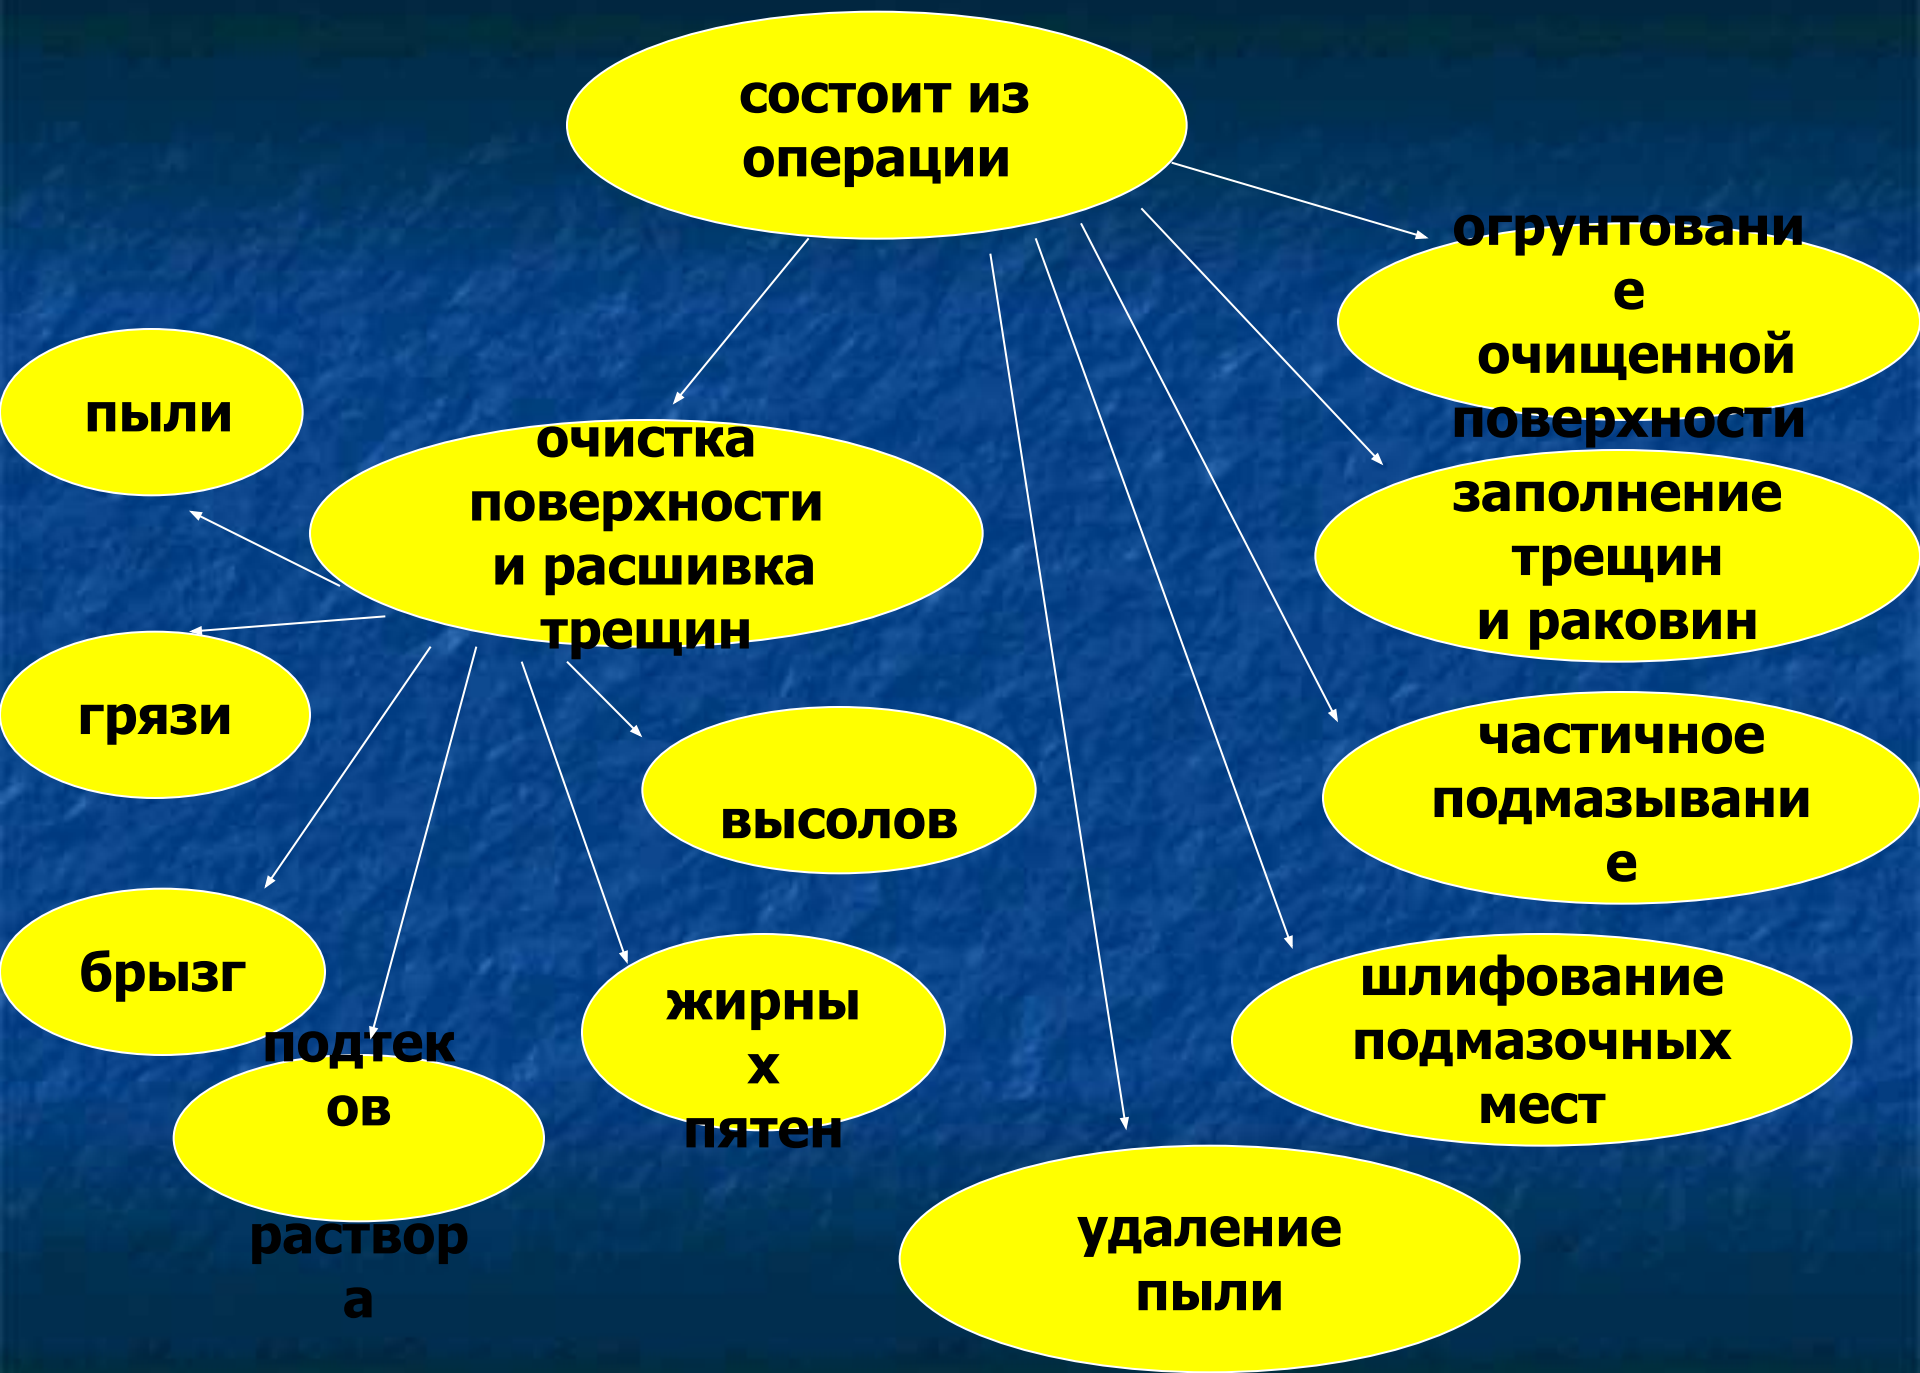 состоит из
операции
огрунтовани
е
очищенной
поверхности
пыли
очистка
поверхности
и расшивка
трещин
заполнение
трещин
и раковин
грязи
высолов
частичное
подмазывани
е
брызг
жирны
х
пятен
шлифование
подмазочных
мест
подтек
ов
раствор
а
удаление
пыли